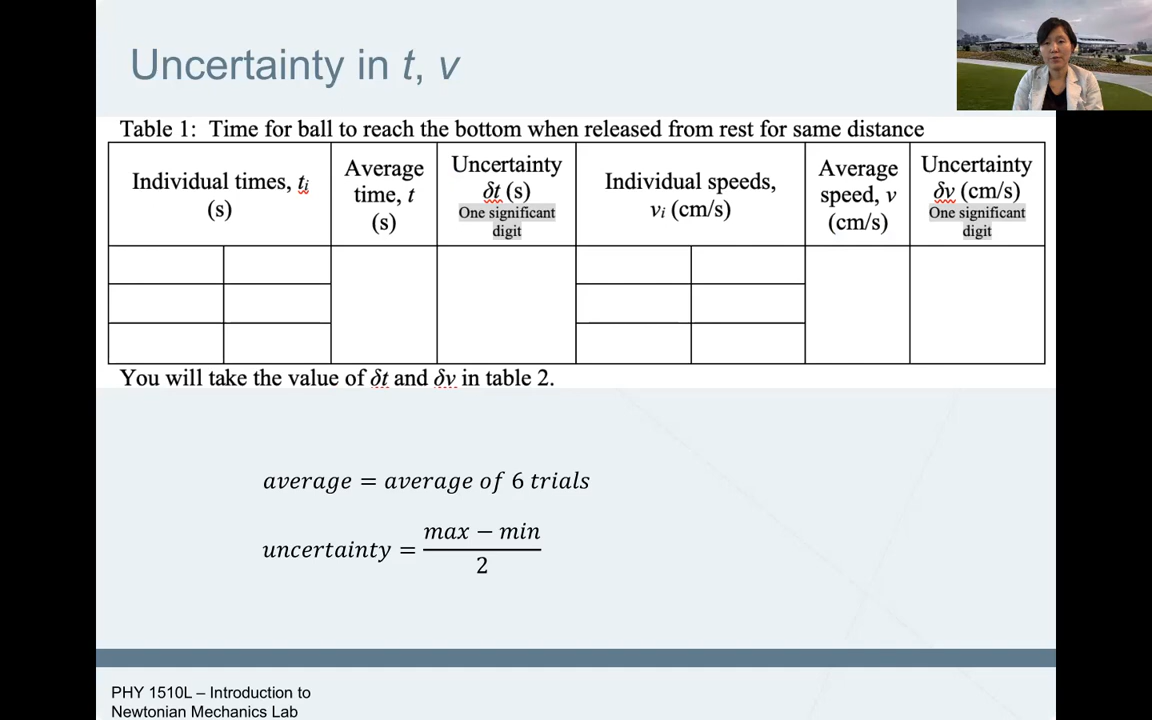 Uncertainty in t, v
Table 1: Time for ball to reach the bottom when released from rest for same distance
Individual times, tᵢ
(s)
Average
time, t
(s)
Uncertainty
δt (s)
One significant
digit
Individual speeds,
vᵢ (cm/s)
Average
speed, v
(cm/s)
Uncertainty
δv (cm/s)
One significant
digit
You will take the value of δt and δv in table 2.
average = average of 6 trials
uncertainty = (max − min)/2
PHY 1510L – Introduction to
Newtonian Mechanics Lab